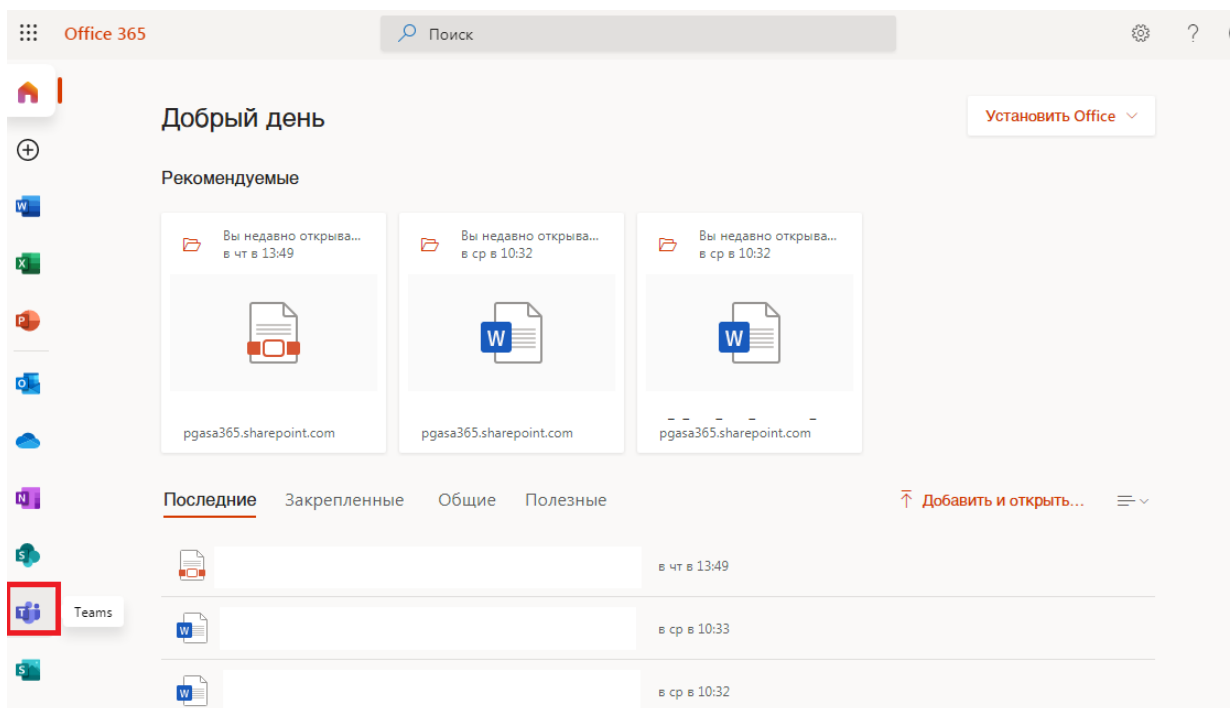 Office 365
Поиск
?
Добрый день
Установить Office
Рекомендуемые
Вы недавно открыва...
в чт в 13:49
Вы недавно открыва...
в ср в 10:32
Вы недавно открыва...
в ср в 10:32
W
W
pgasa365.sharepoint.com
pgasa365.sharepoint.com
pgasa365.sharepoint.com
Последние Закрепленные Общие Полезные
Добавить и открыть...
в чт в 13:49
Teams
в ср в 10:33
в ср в 10:32